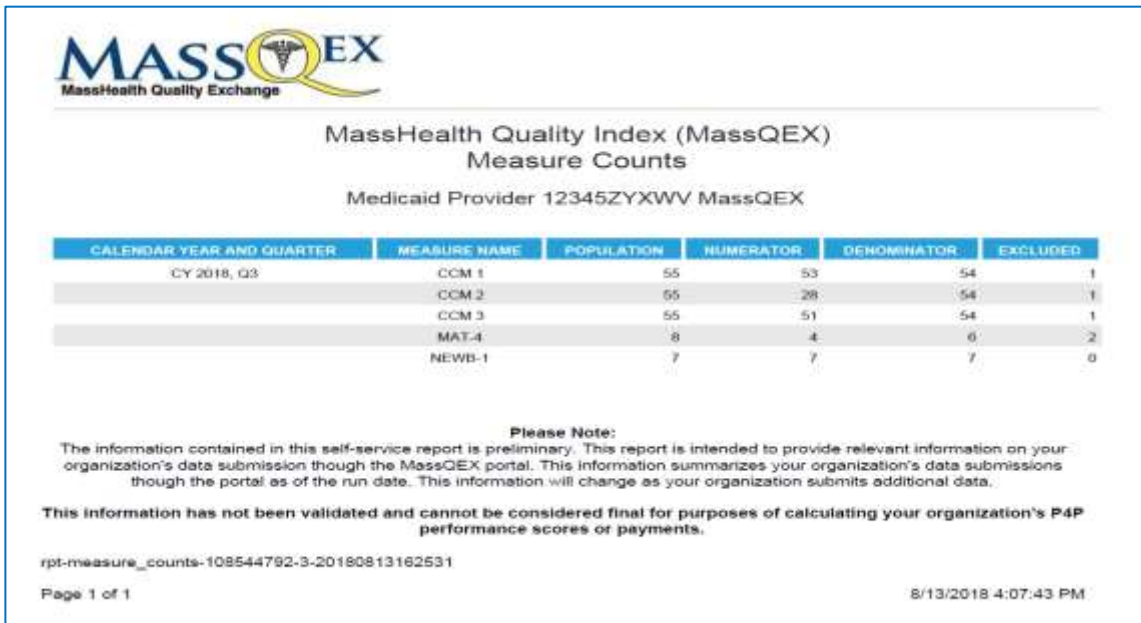 MASSQEX
MassHealth Quality Exchange
MassHealth Quality Index (MassQEX)
Measure Counts
Medicaid Provider 12345ZYXWV MassQEX
CALENDAR YEAR AND QUARTER MEASURE NAME POPULATION NUMERATOR DENOMINATOR EXCLUDED
CY 2018, Q3 CCM 1 55 53 54 1
CCM 2 55 28 54 1
CCM 3 55 51 54 1
MAT-4 8 4 6 2
NEWB-1 7 7 7 0
Please Note:
The information contained in this self-service report is preliminary. This report is intended to provide relevant information on your
organization's data submission though the MassQEX portal. This information summarizes your organization's data submissions
though the portal as of the run date. This information will change as your organization submits additional data.
This information has not been validated and cannot be considered final for purposes of calculating your organization's P4P
performance scores or payments.
rpt-measure_counts-108544792-3-20180813162531
Page 1 of 1 8/13/2018 4:07:43 PM